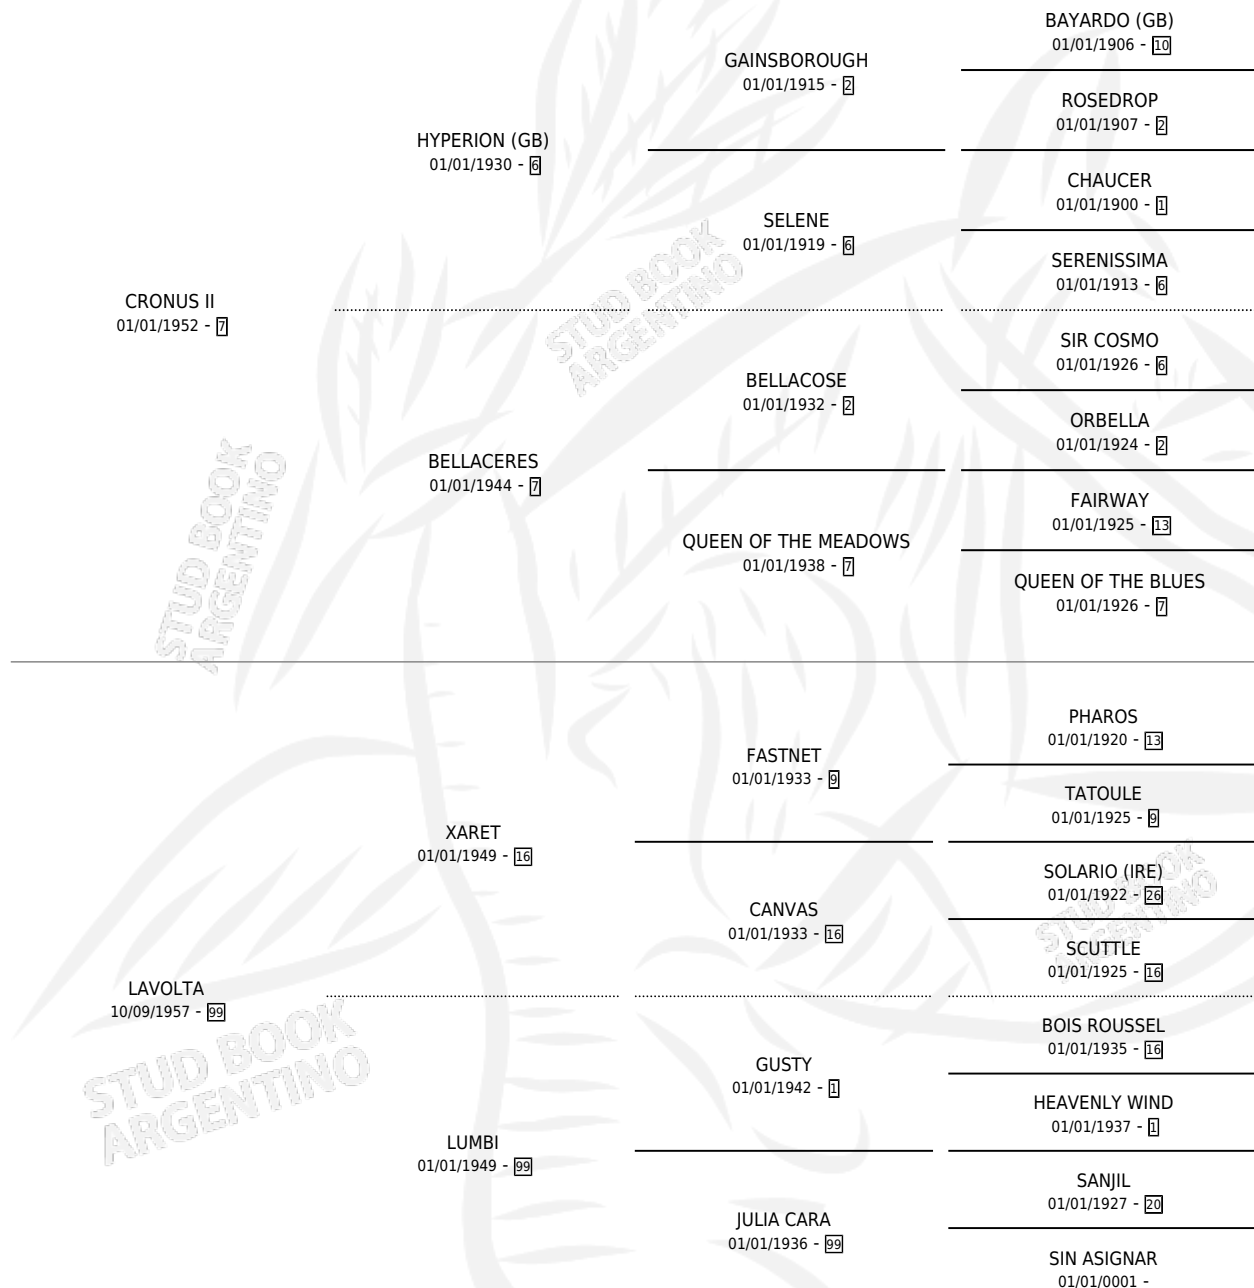 BAYARDO (GB)
01/01/1906 - 10
GAINSBOROUGH
01/01/1915 - 2
ROSEDROP
01/01/1907 - 2
HYPERION (GB)
01/01/1930 - 6
CHAUCER
01/01/1900 - 1
SELENE
01/01/1919 - 6
SERENISSIMA
01/01/1913 - 6
CRONUS II
01/01/1952 - 7
SIR COSMO
01/01/1926 - 6
BELLACOSE
01/01/1932 - 2
ORBELLA
01/01/1924 - 2
BELLACERES
01/01/1944 - 7
FAIRWAY
01/01/1925 - 13
QUEEN OF THE MEADOWS
01/01/1938 - 7
QUEEN OF THE BLUES
01/01/1926 - 7
PHAROS
01/01/1920 - 13
FASTNET
01/01/1933 - 9
TATOULE
01/01/1925 - 9
XARET
01/01/1949 - 16
SOLARIO (IRE)
01/01/1922 - 26
CANVAS
01/01/1933 - 16
SCUTTLE
01/01/1925 - 16
LAVOLTA
10/09/1957 - 99
BOIS ROUSSEL
01/01/1935 - 16
GUSTY
01/01/1942 - 1
HEAVENLY WIND
01/01/1937 - 1
LUMBI
01/01/1949 - 99
SANJIL
01/01/1927 - 20
JULIA CARA
01/01/1936 - 99
SIN ASIGNAR
01/01/0001 -
STUD BOOK
ARGENTINO
STUD BOOK
ARGENTINO
STUD BOOK
ARGENTINO
STUD BOOK
ARGENTINO